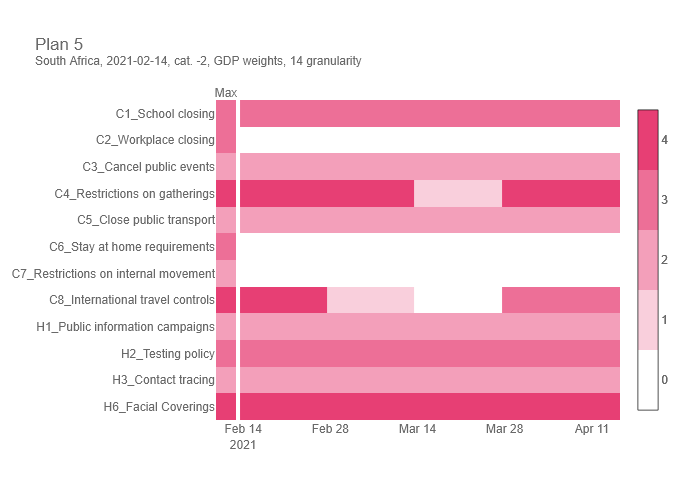 Plan 5
South Africa, 2021-02-14, cat. -2, GDP weights, 14 granularity
Max
C1_School closing
C2_Workplace closing
C3_Cancel public events
C4_Restrictions on gatherings
C5_Close public transport
C6_Stay at home requirements
C7_Restrictions on internal movement
C8_International travel controls
H1_Public information campaigns
H2_Testing policy
H3_Contact tracing
H6_Facial Coverings
Feb 14 Feb 28 Mar 14 Mar 28 Apr 11
2021
4
3
2
1
0